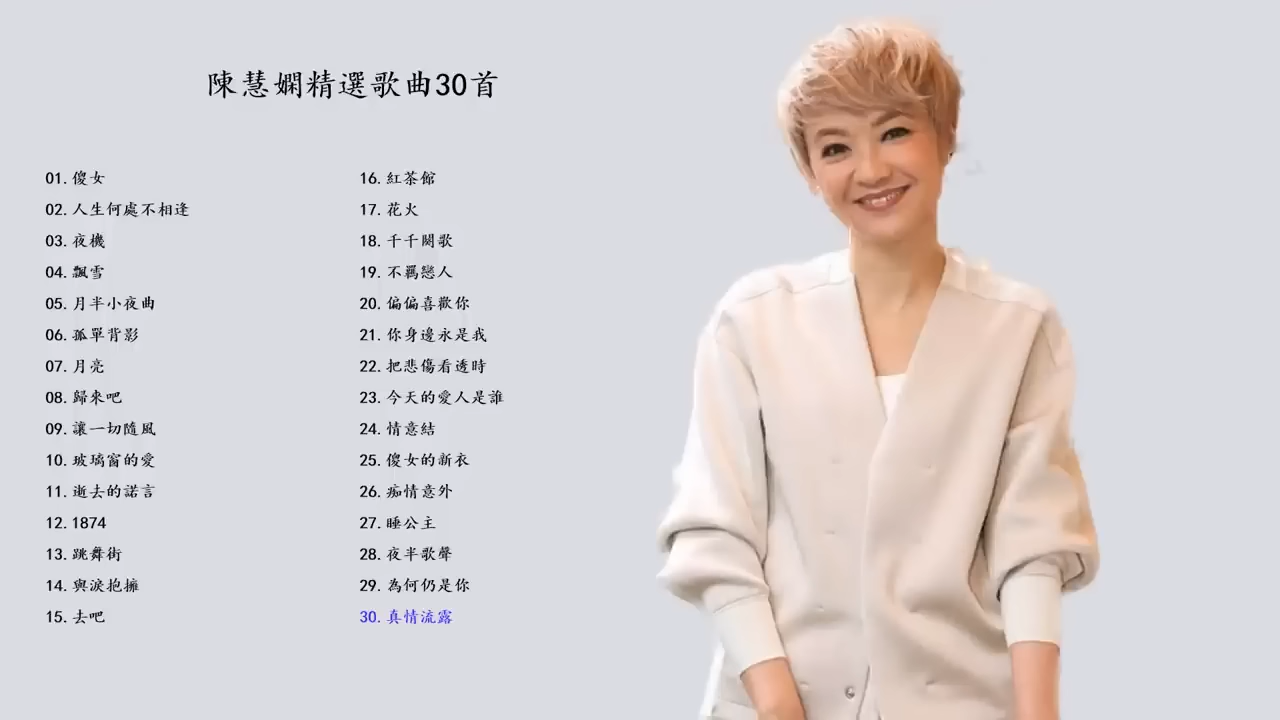 陳慧嫻精選歌曲30首
01. 傻女
02. 人生何處不相逢
03. 夜機
04. 飄雪
05. 月半小夜曲
06. 孤單背影
07. 月亮
08. 歸來吧
09. 讓一切隨風
10. 玻璃窗的愛
11. 逝去的諾言
12. 1874
13. 跳舞街
14. 與淚抱擁
15. 去吧
16. 紅茶館
17. 花火
18. 千千闋歌
19. 不羈戀人
20. 偏偏喜歡你
21. 你身邊永是我
22. 把悲傷看透時
23. 今天的愛人是誰
24. 情意結
25. 傻女的新衣
26. 痴情意外
27. 睡公主
28. 夜半歌聲
29. 為何仍是你
30. 真情流露